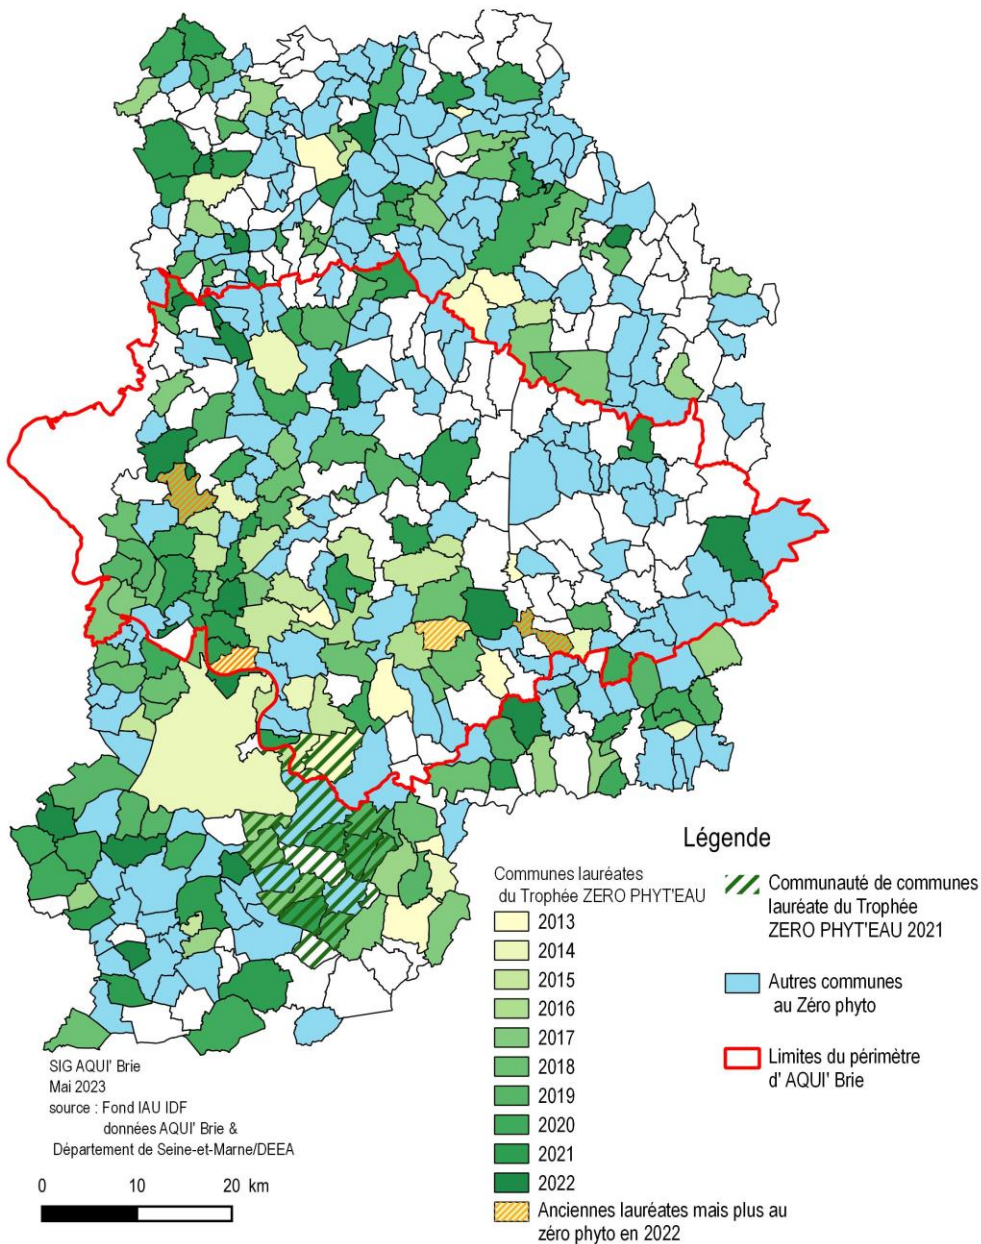 Légende
Communes lauréates
du Trophée ZERO PHYT'EAU
2013
2014
2015
2016
2017
2018
2019
2020
2021
2022
Anciennes lauréates mais plus au
zéro phyto en 2022
Communauté de communes
lauréate du Trophée
ZERO PHYT'EAU 2021
Autres communes
au Zéro phyto
Limites du périmètre
d' AQUI' Brie
SIG AQUI' Brie
Mai 2023
source : Fond IAU IDF
données AQUI' Brie &
Département de Seine-et-Marne/DEEA
0 10 20 km